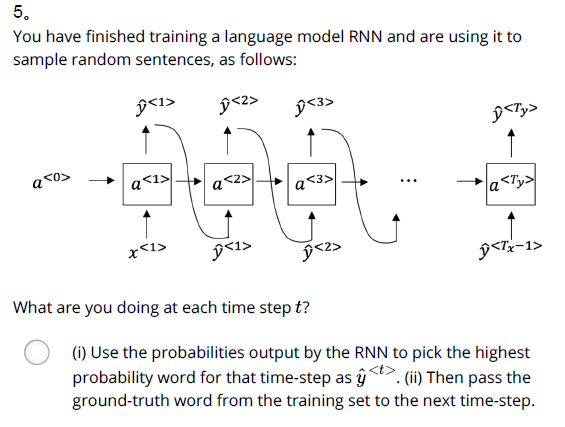 5。
You have finished training a language model RNN and are using it to
sample random sentences, as follows:
ŷ<1> ŷ<2> ŷ<3> ŷ<Ty>
a<0> a<1> a<2> a<3> ... a<Ty>
x<1> ŷ<1> ŷ<2> ŷ<Tx−1>
What are you doing at each time step t?
(i) Use the probabilities output by the RNN to pick the highest
probability word for that time-step as ŷ<t>. (ii) Then pass the
ground-truth word from the training set to the next time-step.